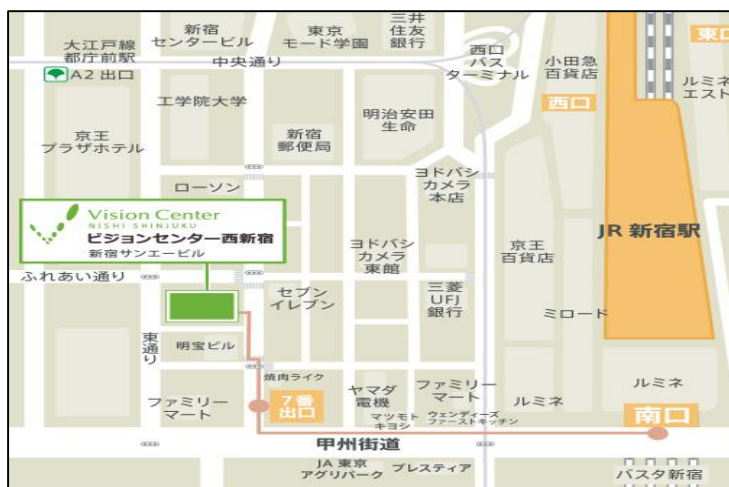 新宿
センタービル
東京
モード学園
三井
住友
銀行
東口
大江戸線
都庁前駅
A2 出口
中央通り
西口
バス
ターミナル
小田急
百貨店
ルミネ
エスト
工学院大学
西口
明治安田
生命
京王
プラザホテル
新宿
郵便局
ローソン
ヨドバシ
カメラ
本店
Vision Center
NISHI SHINJUKU
ビジョンセンター西新宿
新宿サンエービル
JR 新宿駅
ヨドバシ
カメラ
東館
京王
百貨店
ふれあい通り
セブン
イレブン
三菱
UFJ
銀行
ミロード
東通り
明宝ビル
焼肉ライク
ファミリー
マート
7番
出口
ヤマダ
電機
マツモト
キヨシ
ファミリー
マート
ウェンディーズ
ファーストキッチン
ルミネ
ルミネ
南口
甲州街道
JA 東京
アグリパーク
プレスティア
バスタ新宿